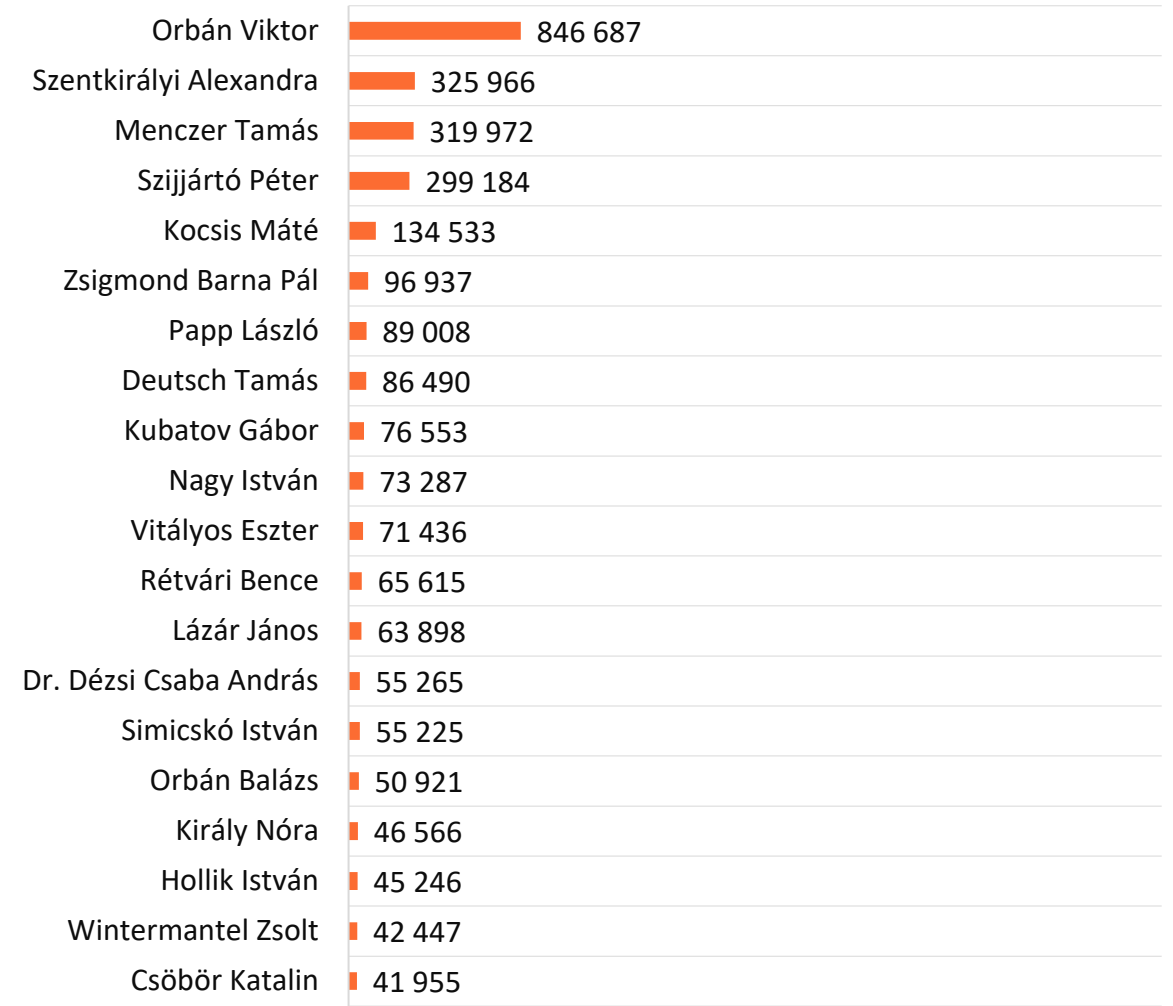 Orbán Viktor 846 687
Szentkirályi Alexandra 325 966
Menczer Tamás 319 972
Szijjártó Péter 299 184
Kocsis Máté 134 533
Zsigmond Barna Pál 96 937
Papp László 89 008
Deutsch Tamás 86 490
Kubatov Gábor 76 553
Nagy István 73 287
Vitályos Eszter 71 436
Rétvári Bence 65 615
Lázár János 63 898
Dr. Dézsi Csaba András 55 265
Simicskó István 55 225
Orbán Balázs 50 921
Király Nóra 46 566
Hollik István 45 246
Wintermantel Zsolt 42 447
Csöbör Katalin 41 955